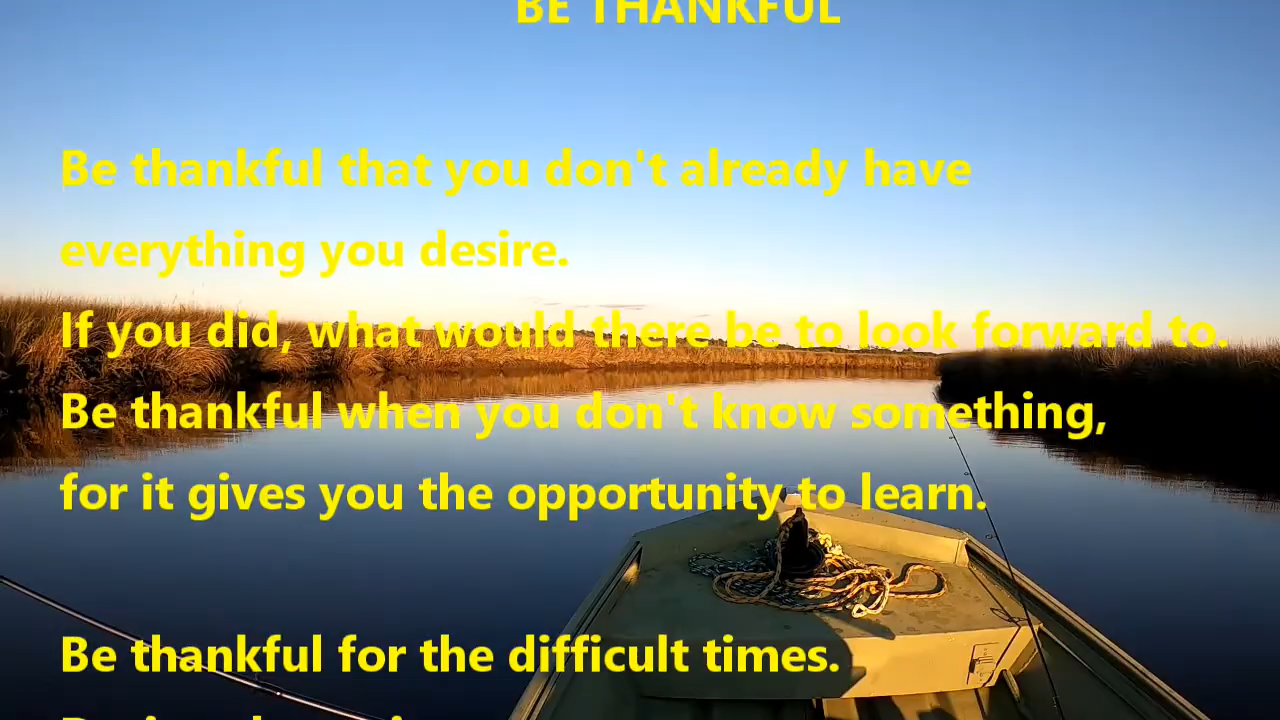 BE THANKFUL
Be thankful that you don't already have
everything you desire.
If you did, what would there be to look forward to.
Be thankful when you don't know something,
for it gives you the opportunity to learn.
Be thankful for the difficult times.